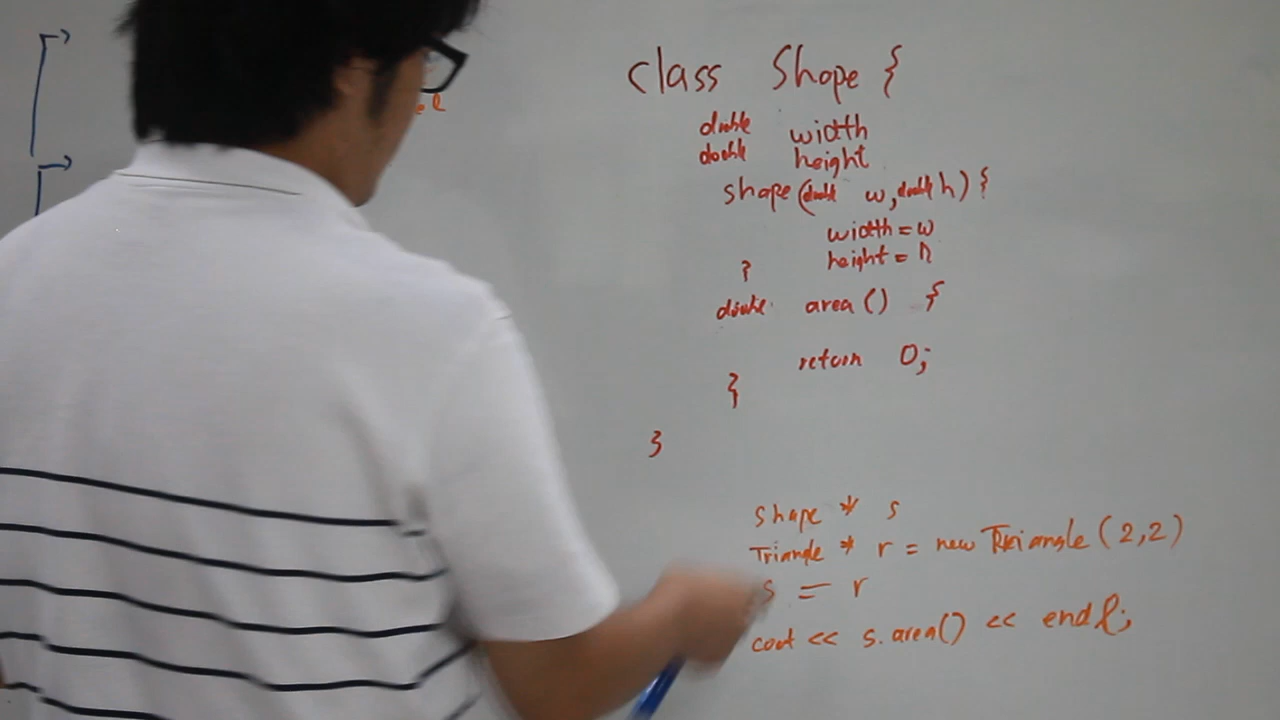 class Shape {
double width
double height
shape(double w, double h) {
width = w
height = h
}
double area() {
return 0;
}
}
shape * s
Triangle * r = new Triangle (2,2)
s = r
cout << s.area() << endl;